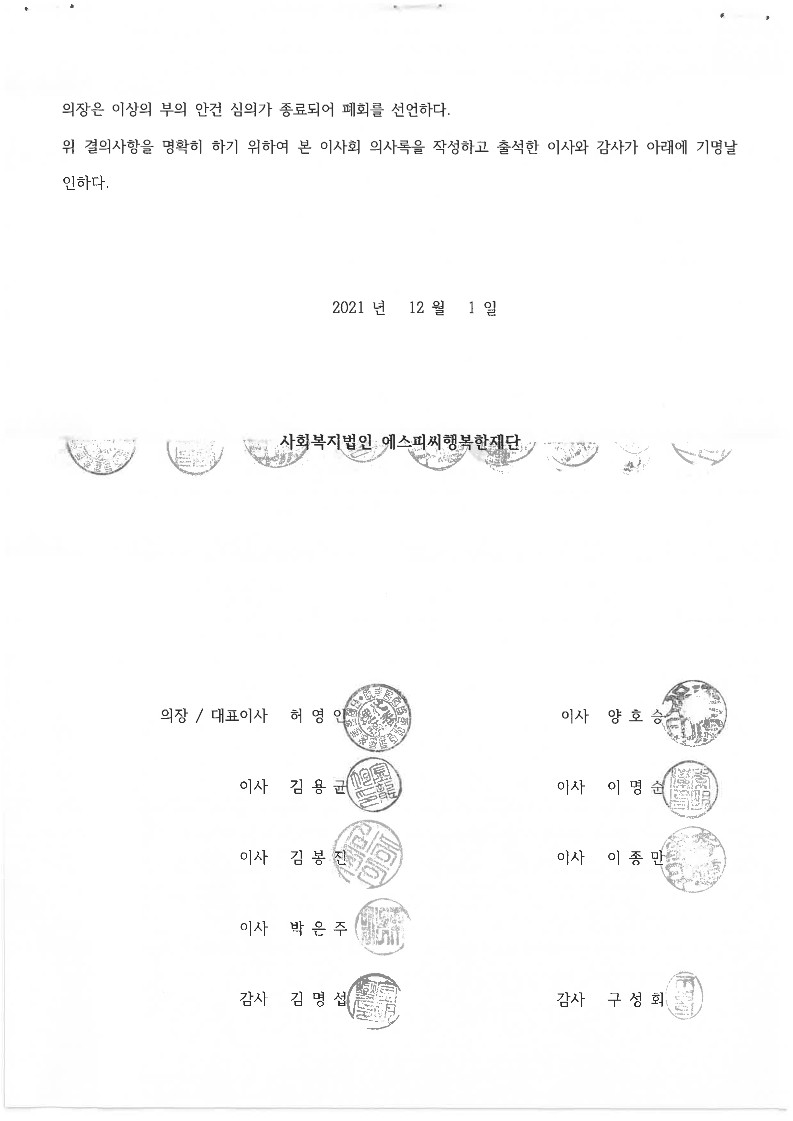 의장은 이상의 부의 안건 심의가 종료되어 폐회를 선언하다.
위 결의사항을 명확히 하기 위하여 본 이사회 의사록을 작성하고 출석한 이사와 감사가 아래에 기명날
인하다.
2021 년 12 월 1 일
사회복지법인 에스피씨행복한재단
의장 / 대표이사 허 영 인 이사 양 호 승
이사 김 용 균 이사 이 명 순
이사 김 봉 진 이사 이 종 만
이사 박 은 주
감사 김 명 섭 감사 구 성 회